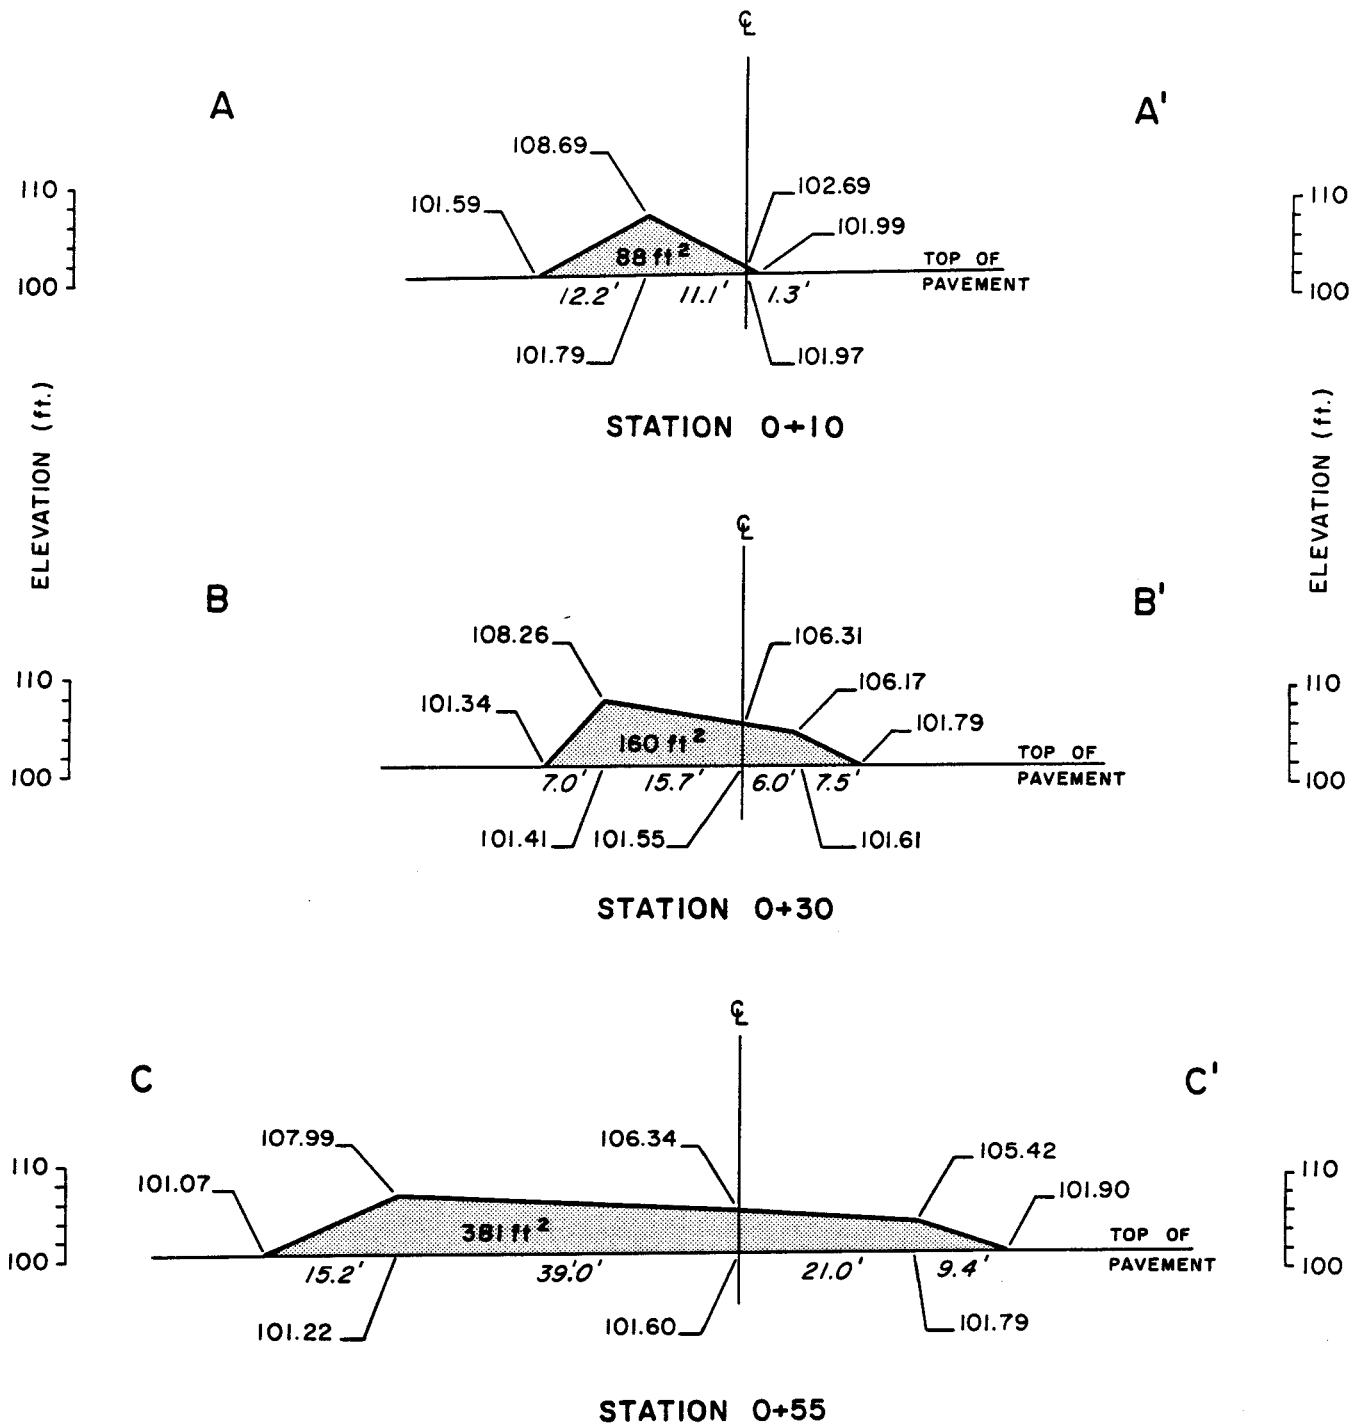 ℄
A
A'
108.69
110
101.59
102.69
110
101.99
88 ft²
TOP OF
PAVEMENT
100
12.2'
11.1'
1.3'
100
101.79
101.97
STATION 0+10
ELEVATION (ft.)
ELEVATION (ft.)
℄
B
B'
108.26
106.31
110
106.17
110
101.34
101.79
160 ft²
TOP OF
PAVEMENT
100
7.0'
15.7'
6.0'
7.5'
100
101.41
101.55
101.61
STATION 0+30
℄
C
C'
107.99
106.34
105.42
110
110
101.07
101.90
381 ft²
TOP OF
PAVEMENT
100
15.2'
39.0'
21.0'
9.4'
100
101.22
101.60
101.79
STATION 0+55